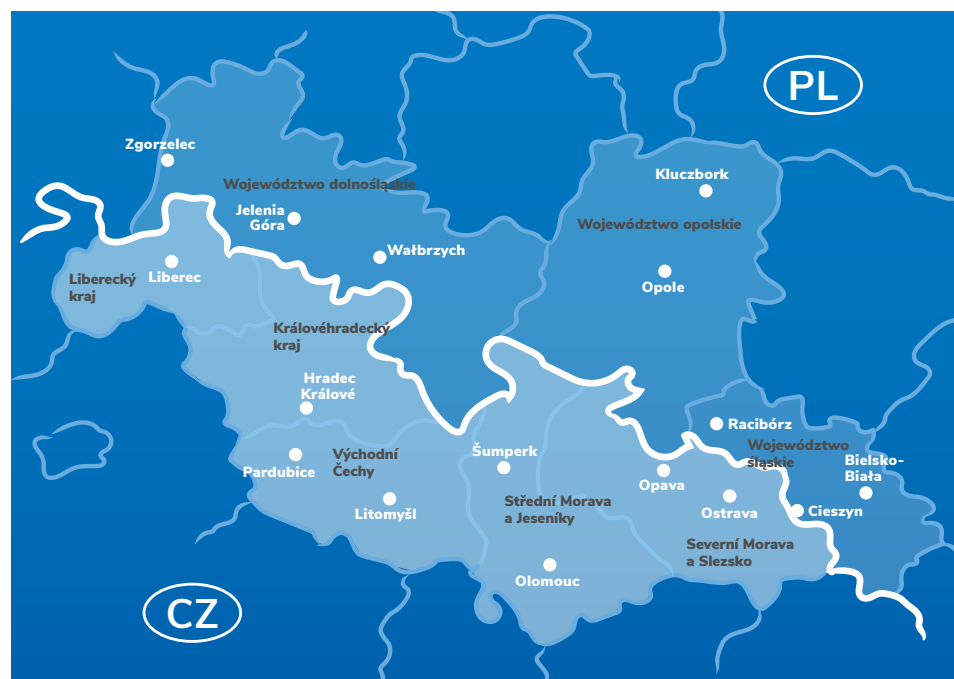 PL
Zgorzelec
Kluczbork
Województwo dolnośląskie
Jelenia
Góra
Województwo opolskie
Wałbrzych
Liberecký
kraj
Liberec
Opole
Královéhradecký
kraj
Hradec
Králové
Racibórz
Województwo
śląskie
Východní
Čechy
Šumperk
Bielsko-
Biała
Pardubice
Opava
Litomyšl
Střední Morava
a Jeseníky
Ostrava
Cieszyn
Severní Morava
a Slezsko
Olomouc
CZ